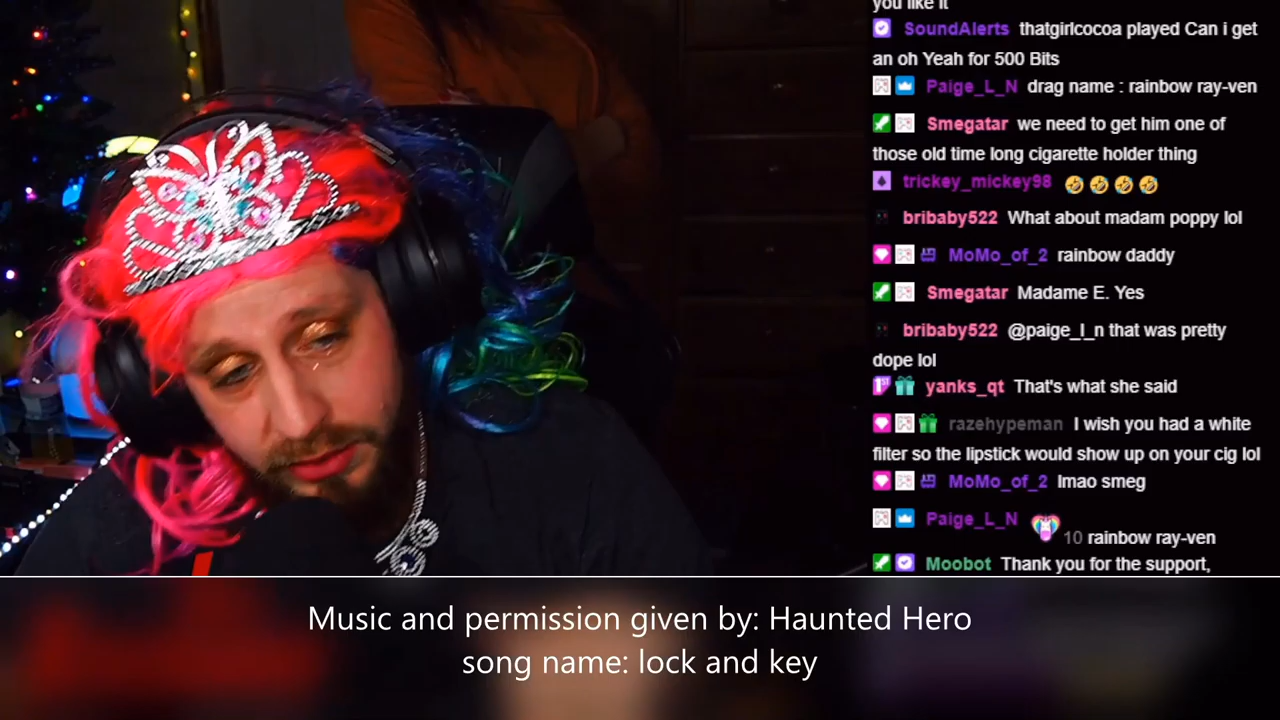 you like it
SoundAlerts thatgirlcocoa played Can i get
an oh Yeah for 500 Bits
Paige_L_N drag name : rainbow ray-ven
Smegatar we need to get him one of
those old time long cigarette holder thing
trickey_mickey98
bribaby522 What about madam poppy lol
MoMo_of_2 rainbow daddy
Smegatar Madame E. Yes
bribaby522 @paige_l_n that was pretty
dope lol
1ST yanks_qt That's what she said
razehypeman I wish you had a white
filter so the lipstick would show up on your cig lol
MoMo_of_2 lmao smeg
Paige_L_N 10 rainbow ray-ven
Moobot Thank you for the support,
Music and permission given by: Haunted Hero
song name: lock and key